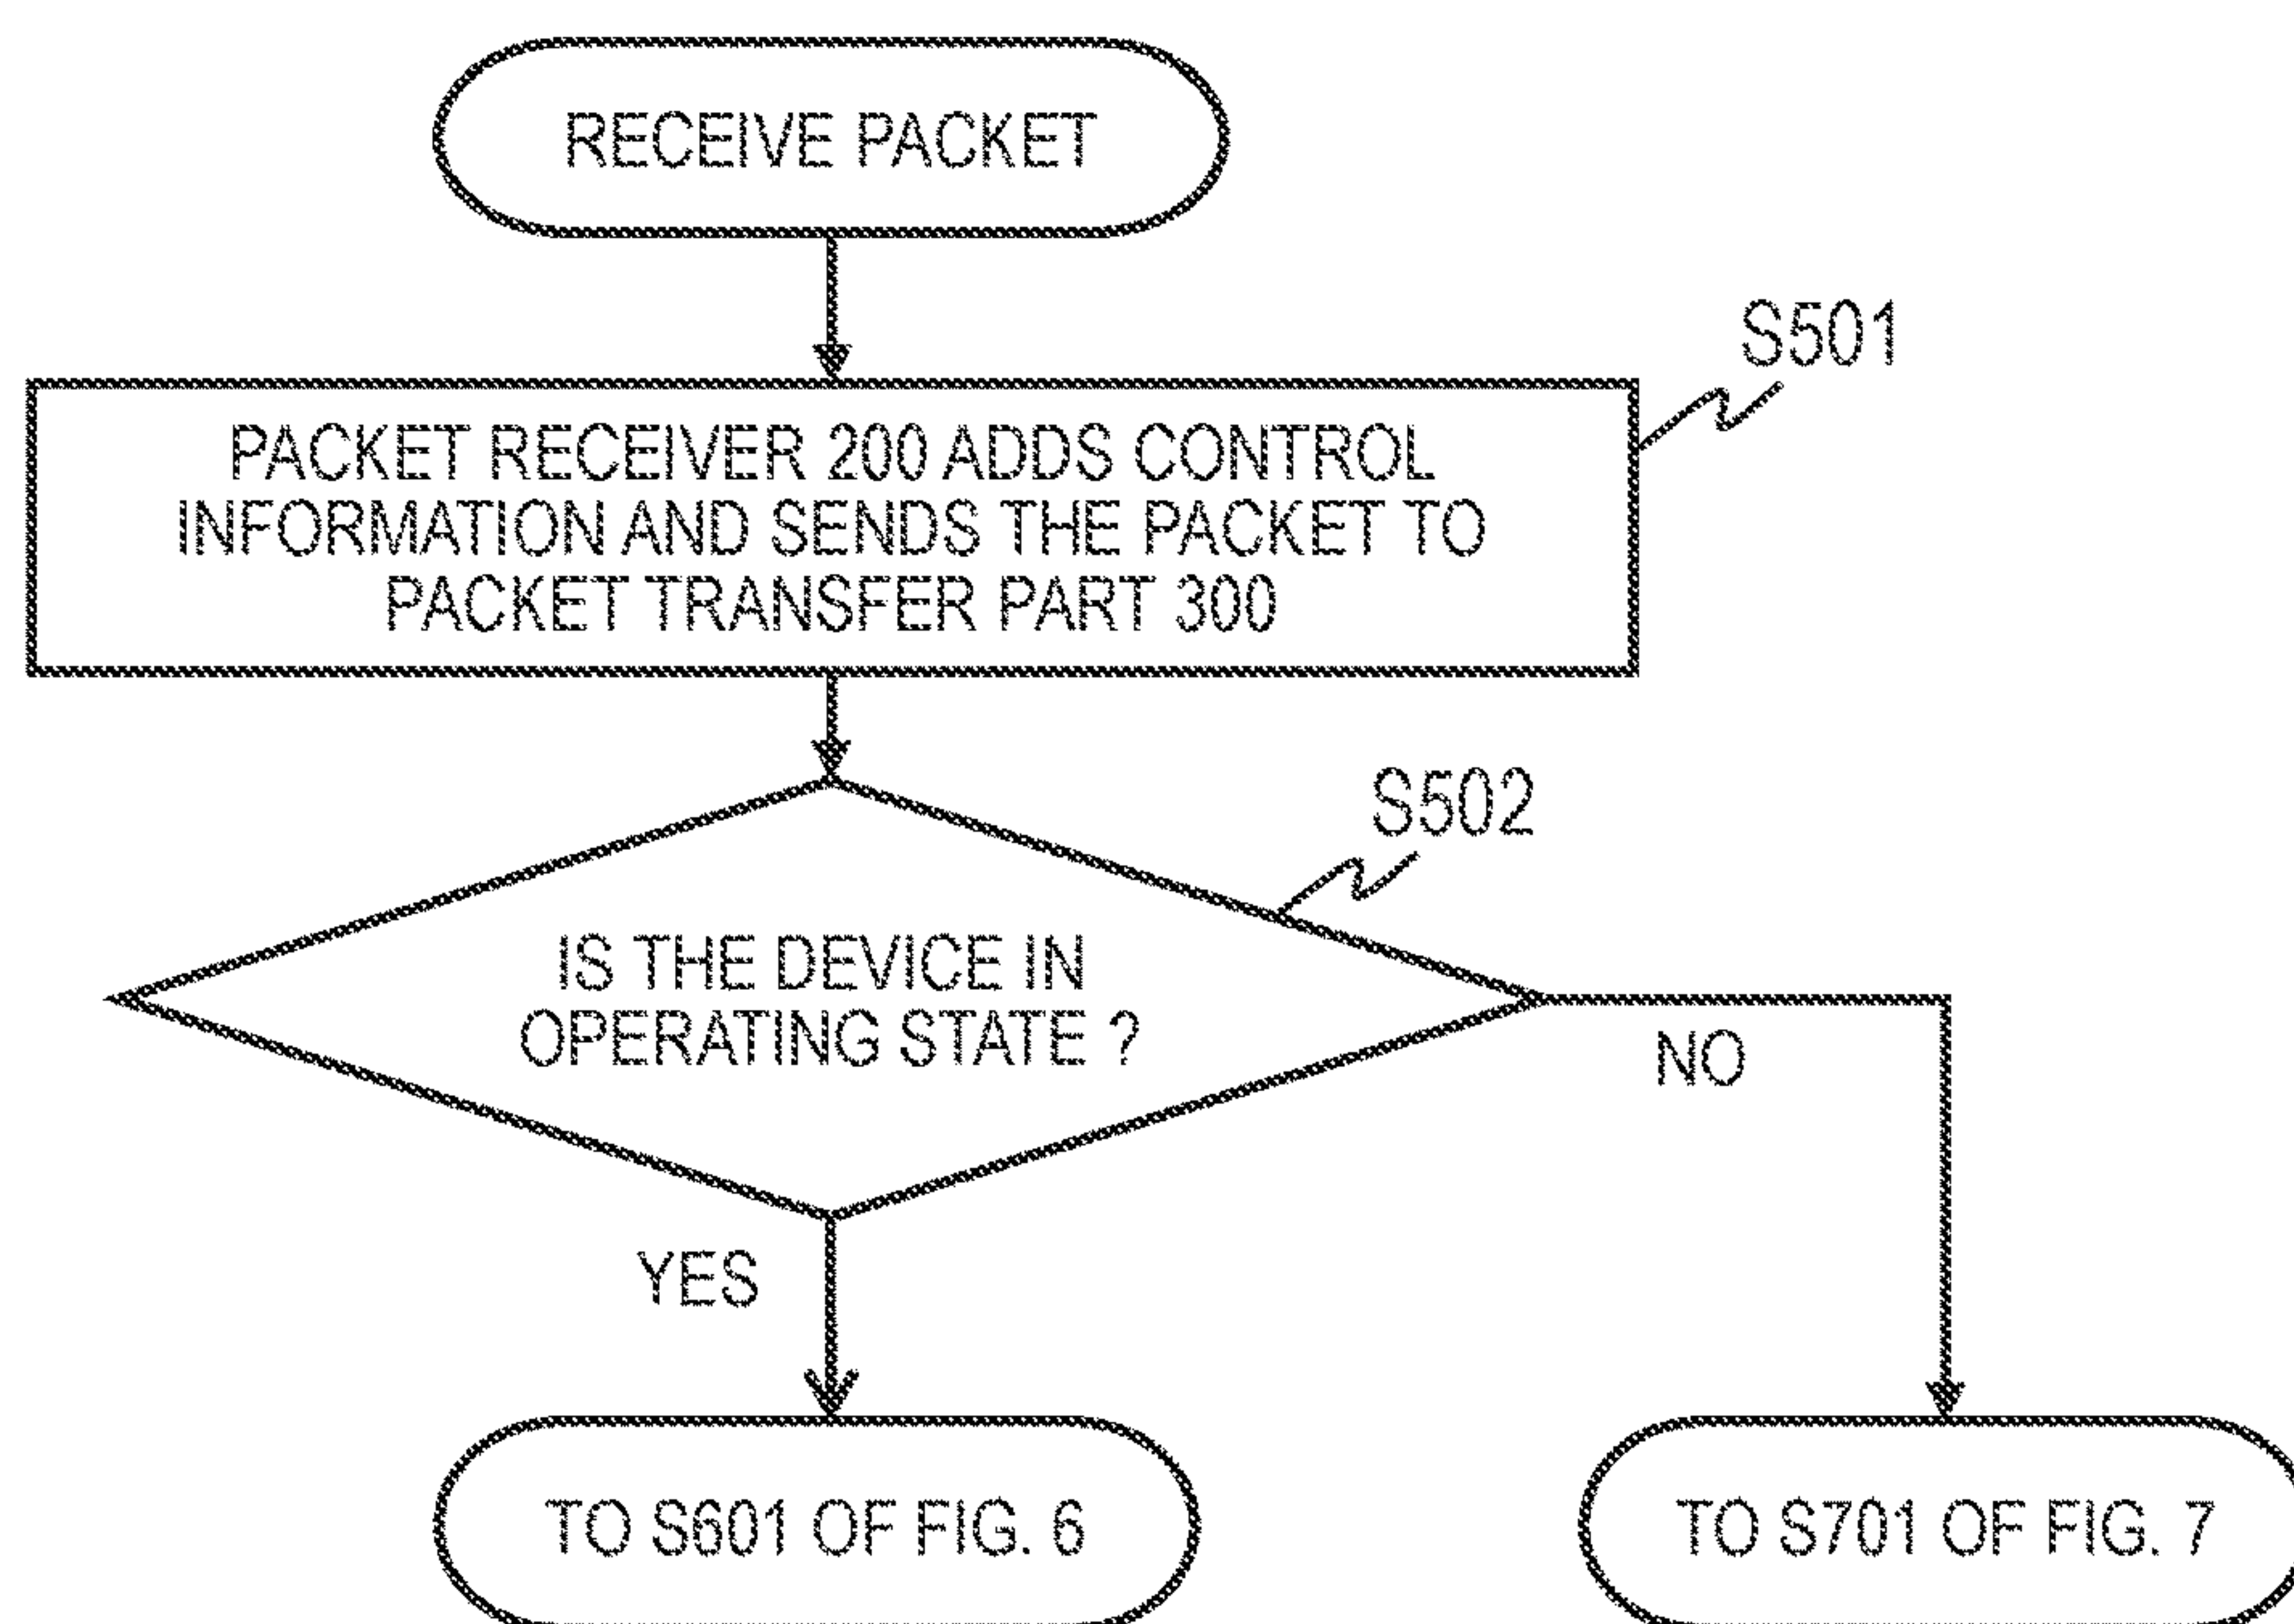 RECEIVE PACKET
S501
PACKET RECEIVER 200 ADDS CONTROL
INFORMATION AND SENDS THE PACKET TO
PACKET TRANSFER PART 300
S502
IS THE DEVICE IN
OPERATING STATE ?
NO
YES
TO S601 OF FIG. 6
TO S701 OF FIG. 7